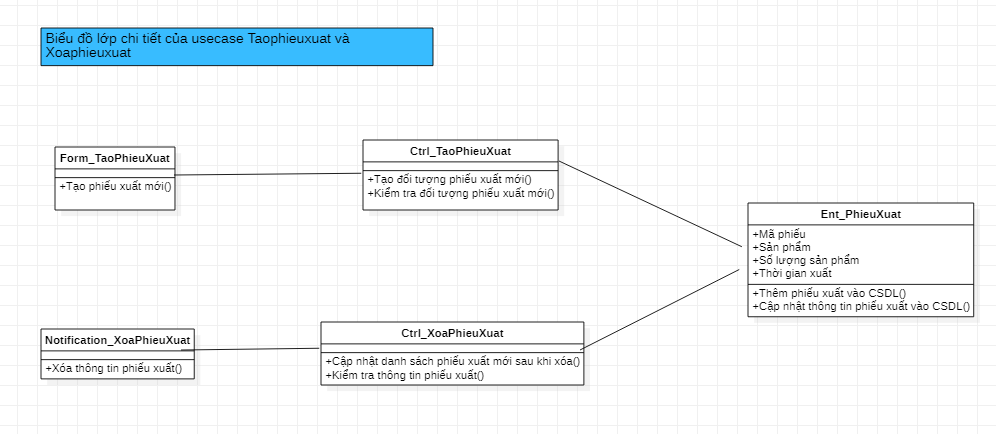 Biểu đồ lớp chi tiết của usecase Taophieuxuat và
Xoaphieuxuat
Form_TaoPhieuXuat
+Tạo phiếu xuất mới()
Ctrl_TaoPhieuXuat
+Tạo đối tượng phiếu xuất mới()
+Kiểm tra đối tượng phiếu xuất mới()
Ent_PhieuXuat
+Mã phiếu
+Sản phẩm
+Số lượng sản phẩm
+Thời gian xuất
+Thêm phiếu xuất vào CSDL()
+Cập nhật thông tin phiếu xuất vào CSDL()
Notification_XoaPhieuXuat
+Xóa thông tin phiếu xuất()
Ctrl_XoaPhieuXuat
+Cập nhật danh sách phiếu xuất mới sau khi xóa()
+Kiểm tra thông tin phiếu xuất()